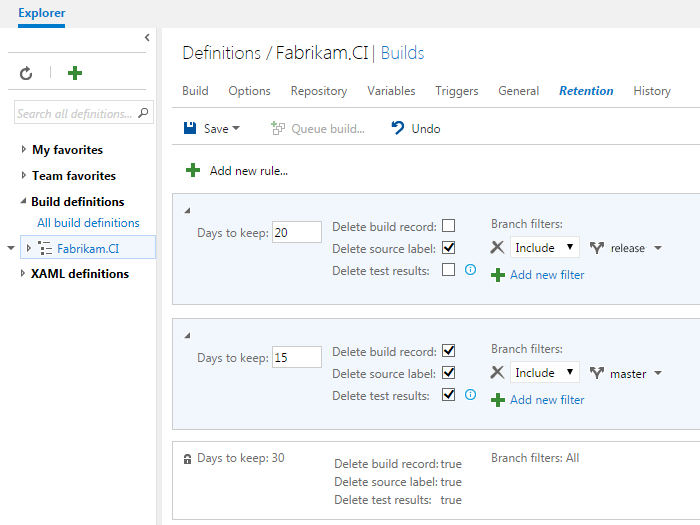 Explorer
Search all definitions...
My favorites
Team favorites
Build definitions
All build definitions
Fabrikam.CI
XAML definitions
Definitions / Fabrikam.CI | Builds
Build Options Repository Variables Triggers General Retention History
Save Queue build... Undo
Add new rule...
Days to keep: 20
Delete build record:
Delete source label:
Delete test results:
Branch filters:
Include release
Add new filter
Days to keep: 15
Delete build record:
Delete source label:
Delete test results:
Branch filters:
Include master
Add new filter
Days to keep: 30
Delete build record: true
Delete source label: true
Delete test results: true
Branch filters: All